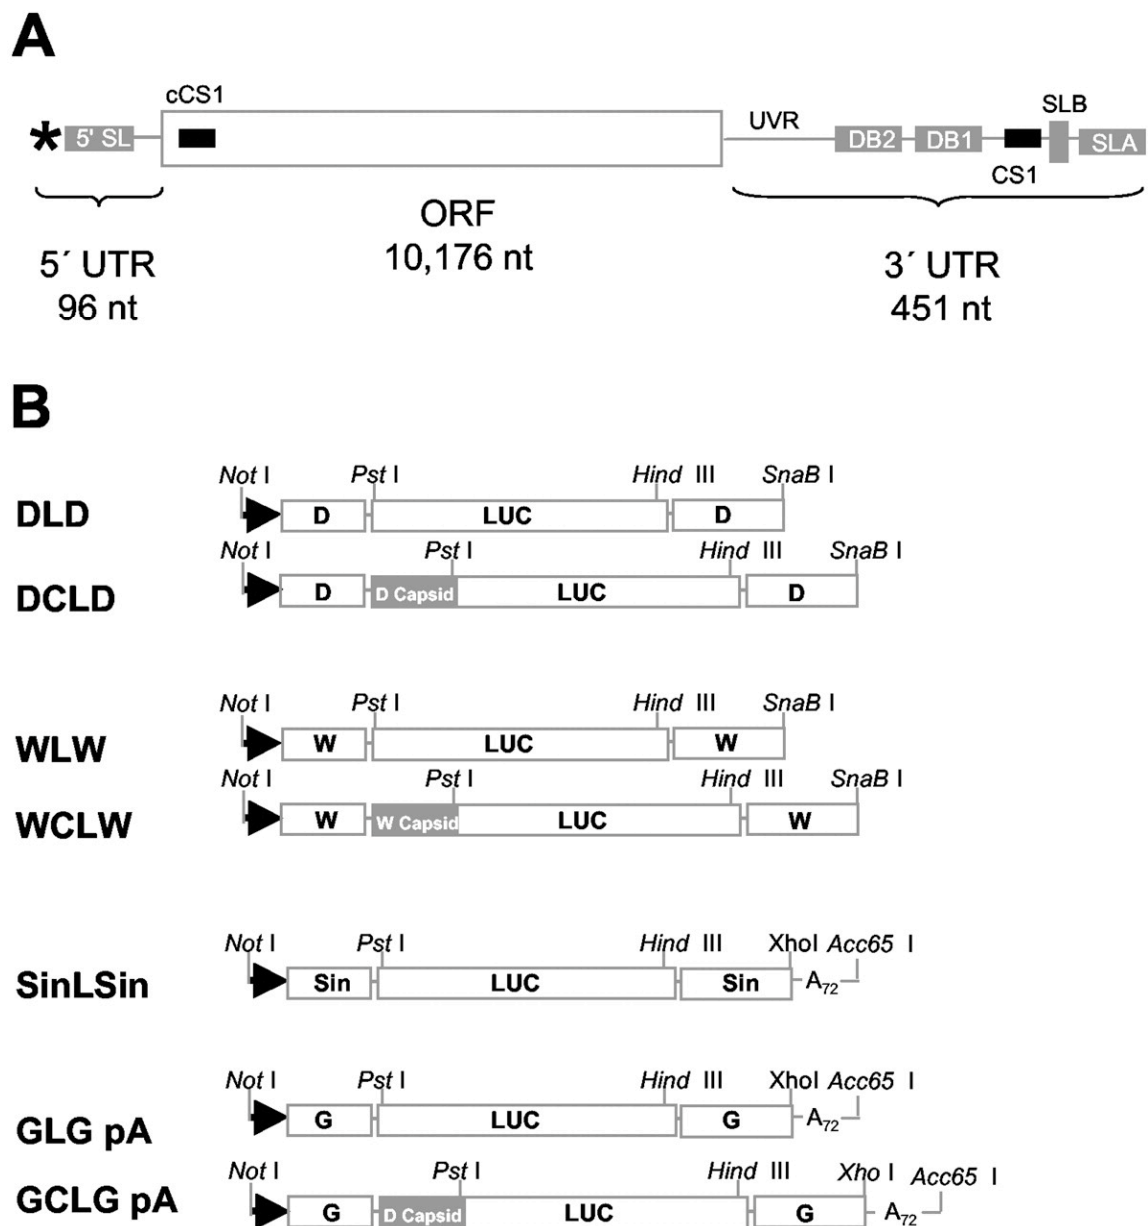 A
cCS1
* 5' SL UVR DB2 DB1 SLB SLA
CS1
ORF
10,176 nt
5´ UTR
96 nt
3´ UTR
451 nt
B
Not I Pst I Hind III SnaB I
DLD D LUC D
Not I Pst I Hind III SnaB I
DCLD D D Capsid LUC D
Not I Pst I Hind III SnaB I
WLW W LUC W
Not I Pst I Hind III SnaB I
WCLW W W Capsid LUC W
Not I Pst I Hind III XhoI Acc65 I
SinLSin Sin LUC Sin A72
Not I Pst I Hind III XhoI Acc65 I
GLG pA G LUC G A72
Not I Pst I Hind III Xho I Acc65 I
GCLG pA G D Capsid LUC G A72